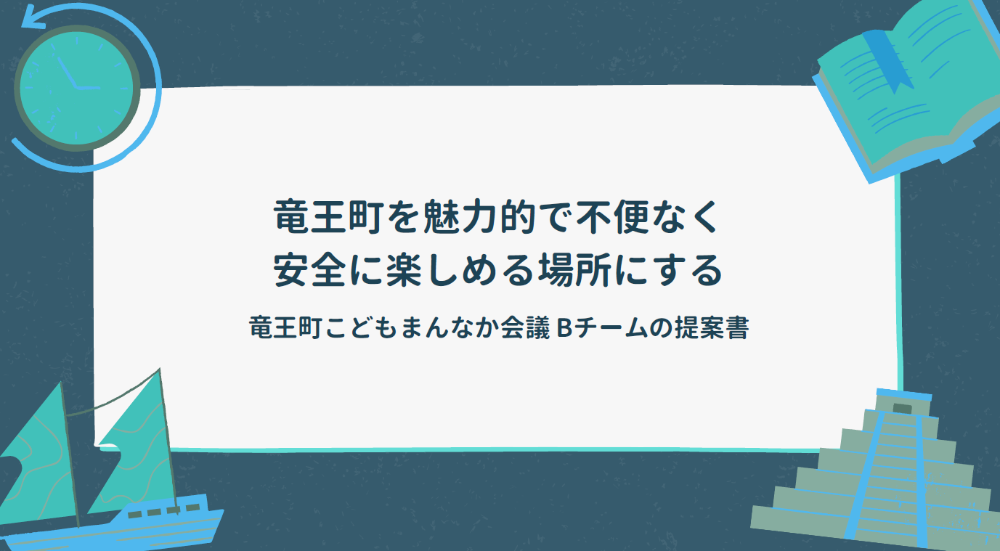 竜王町を魅力的で不便なく
安全に楽しめる場所にする
竜王町こどもまんなか会議 Bチームの提案書